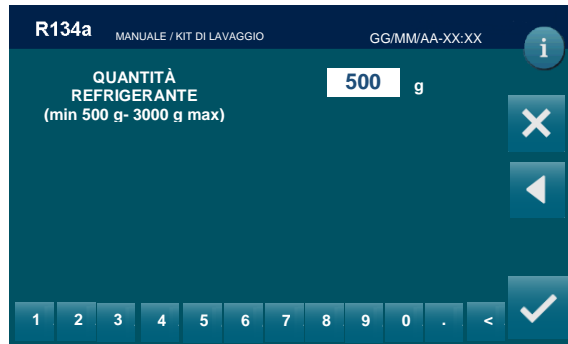 R134a MANUALE / KIT DI LAVAGGIO GG/MM/AA-XX:XX
i
QUANTITÀ
REFRIGERANTE
(min 500 g- 3000 g max)
500 g
1 2 3 4 5 6 7 8 9 0 . <